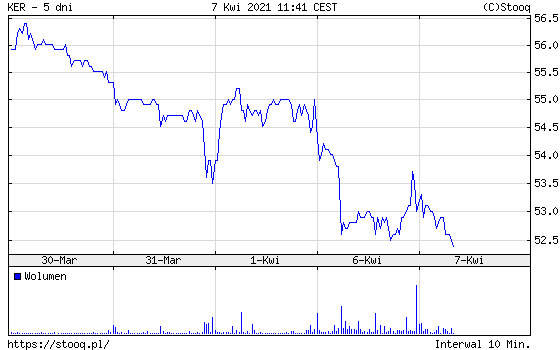 KER - 5 dni 7 Kwi 2021 11:41 CEST (C)Stooq
56.5
56.0
55.5
55.0
54.5
54.0
53.5
53.0
52.5
30-Mar 31-Mar 1-Kwi 6-Kwi 7-Kwi
Wolumen
https://stooq.pl/ Interwal 10 Min.